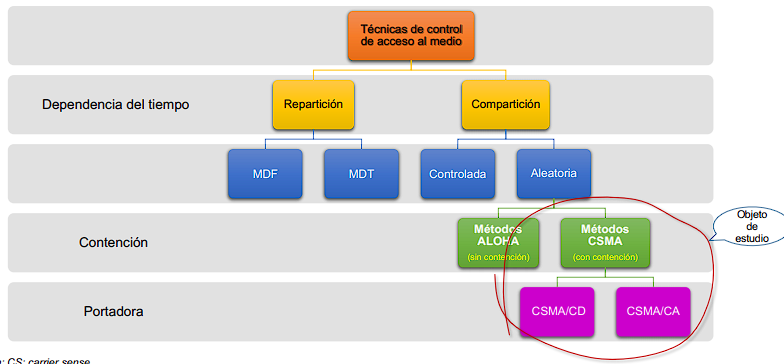 Técnicas de control
de acceso al medio
Dependencia del tiempo
Repartición
Compartición
MDF
MDT
Controlada
Aleatoria
Contención
Métodos
ALOHA
(sin contención)
Métodos
CSMA
(con contención)
Objeto
de
estudio
Portadora
CSMA/CD
CSMA/CA
CS: carrier sense